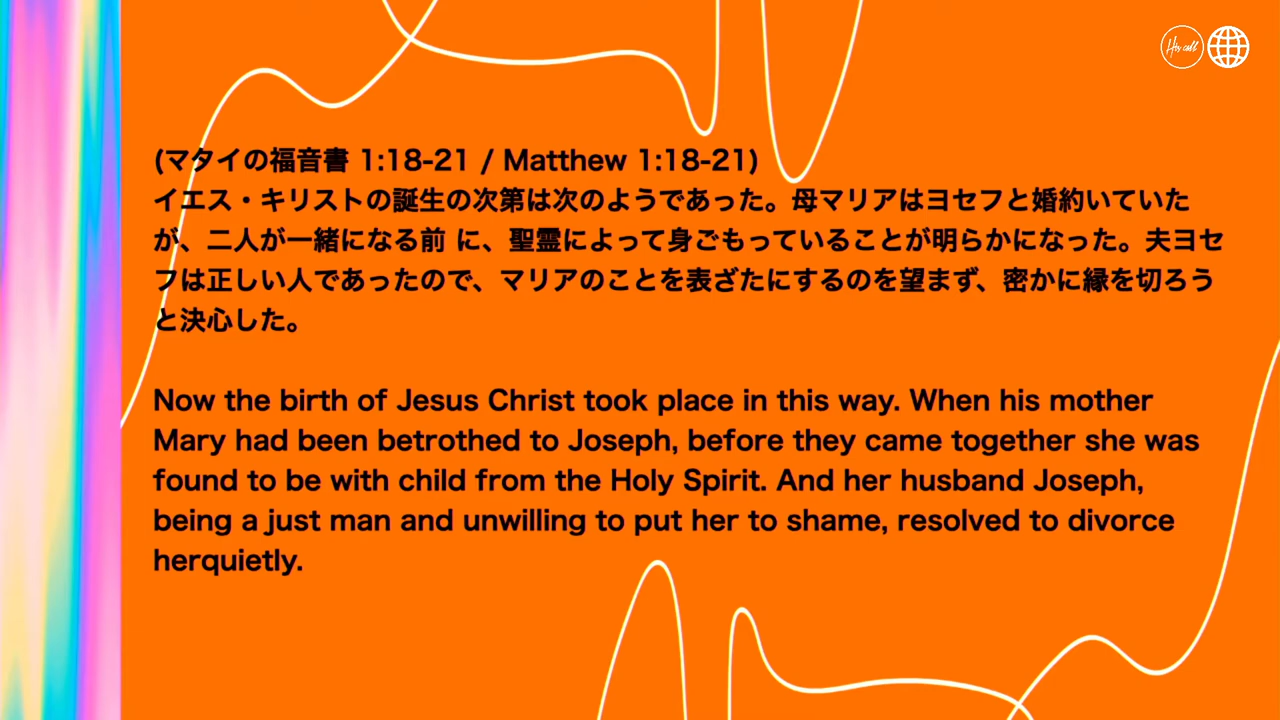 His call
(マタイの福音書 1:18-21 / Matthew 1:18-21)
イエス・キリストの誕生の次第は次のようであった。母マリアはヨセフと婚約いていた
が、二人が一緒になる前 に、聖霊によって身ごもっていることが明らかになった。夫ヨセ
フは正しい人であったので、マリアのことを表ざたにするのを望まず、密かに縁を切ろう
と決心した。
Now the birth of Jesus Christ took place in this way. When his mother
Mary had been betrothed to Joseph, before they came together she was
found to be with child from the Holy Spirit. And her husband Joseph,
being a just man and unwilling to put her to shame, resolved to divorce
herquietly.